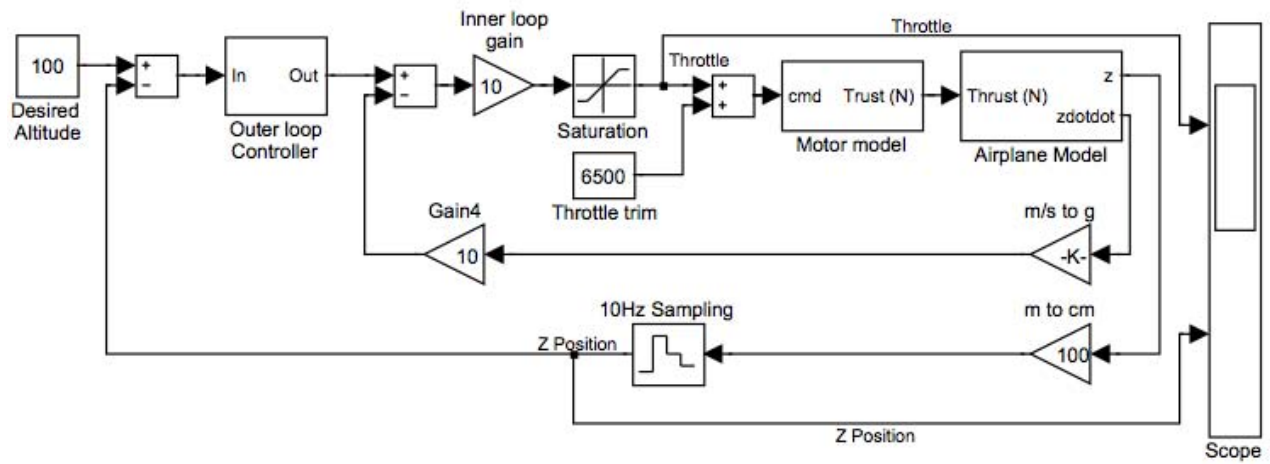 Inner loop
gain
Throttle
100
+
−
In Out
+
−
10
Throttle
+
+
cmd Trust (N)
Thrust (N)
z
zdotdot
Desired
Altitude
Outer loop
Controller
Saturation
Motor model
Airplane Model
6500
Throttle trim
Gain4
10
m/s to g
-K-
10Hz Sampling
m to cm
100
Z Position
Z Position
Scope